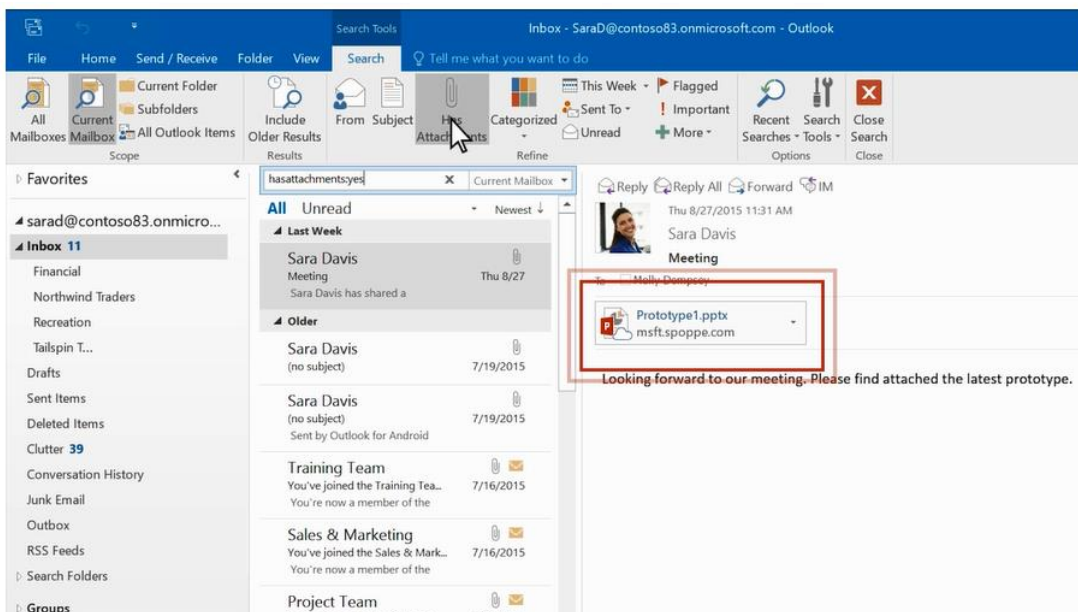 Search Tools
Inbox - SaraD@contoso83.onmicrosoft.com - Outlook
File Home Send / Receive Folder View Search Tell me what you want to do
All Mailboxes
Current Mailbox
Current Folder
Subfolders
All Outlook Items
Scope
Include Older Results
Results
From
Subject
Has Attachments
Categorized
This Week
Sent To
Unread
Flagged
Important
More
Refine
Recent Searches
Search Tools
Options
Close Search
Close
Favorites
sarad@contoso83.onmicro...
Inbox 11
Financial
Northwind Traders
Recreation
Tailspin T...
Drafts
Sent Items
Deleted Items
Clutter 39
Conversation History
Junk Email
Outbox
RSS Feeds
Search Folders
Groups
hasattachments:yes X Current Mailbox
All Unread Newest ↓
Last Week
Sara Davis
Meeting Thu 8/27
Sara Davis has shared a
Older
Sara Davis
(no subject) 7/19/2015
Sara Davis
(no subject) 7/19/2015
Sent by Outlook for Android
Training Team
You've joined the Training Tea... 7/16/2015
You're now a member of the
Sales & Marketing
You've joined the Sales & Mark... 7/16/2015
You're now a member of the
Project Team
Reply Reply All Forward IM
Thu 8/27/2015 11:31 AM
Sara Davis
Meeting
To Molly Dempsey
Prototype1.pptx
msft.spoppe.com
Looking forward to our meeting. Please find attached the latest prototype.